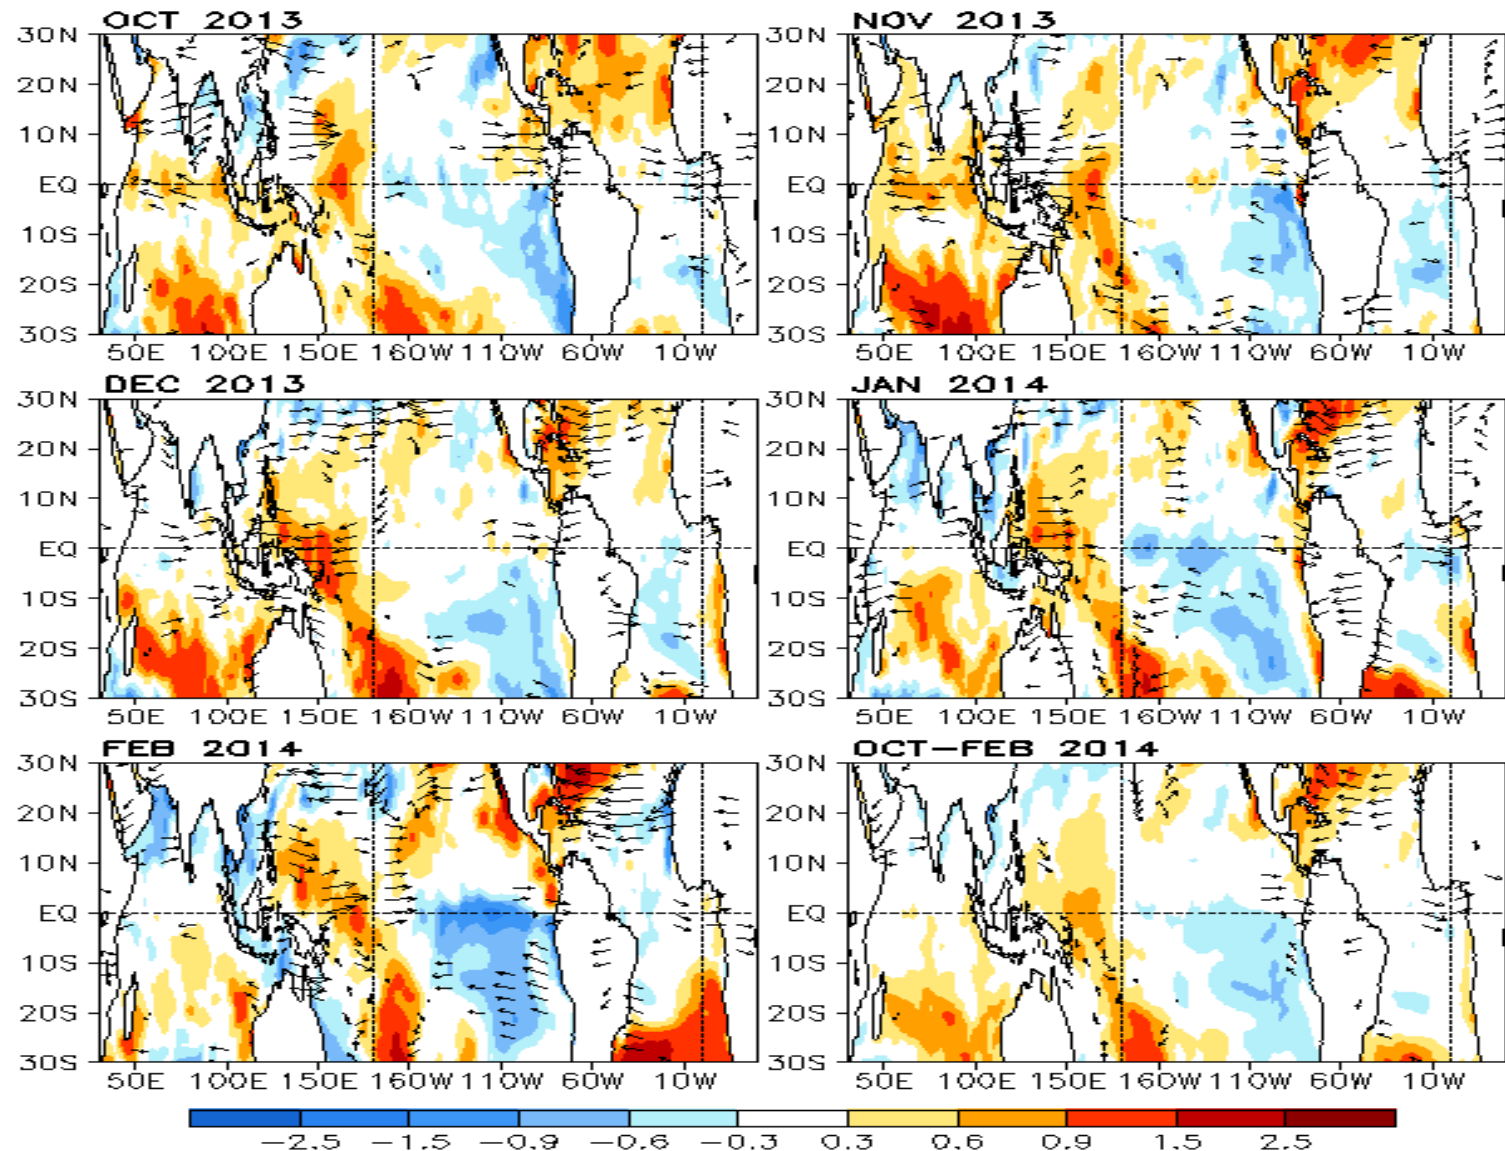 OCT 2013 NOV 2013
30N 30N
20N 20N
10N 10N
EQ EQ
10S 10S
20S 20S
30S 30S
50E 100E 150E 160W 110W 60W 10W 50E 100E 150E 160W 110W 60W 10W
DEC 2013 JAN 2014
30N 30N
20N 20N
10N 10N
EQ EQ
10S 10S
20S 20S
30S 30S
50E 100E 150E 160W 110W 60W 10W 50E 100E 150E 160W 110W 60W 10W
FEB 2014 OCT-FEB 2014
30N 30N
20N 20N
10N 10N
EQ EQ
10S 10S
20S 20S
30S 30S
50E 100E 150E 160W 110W 60W 10W 50E 100E 150E 160W 110W 60W 10W
-2.5 -1.5 -0.9 -0.6 -0.3 0.3 0.6 0.9 1.5 2.5